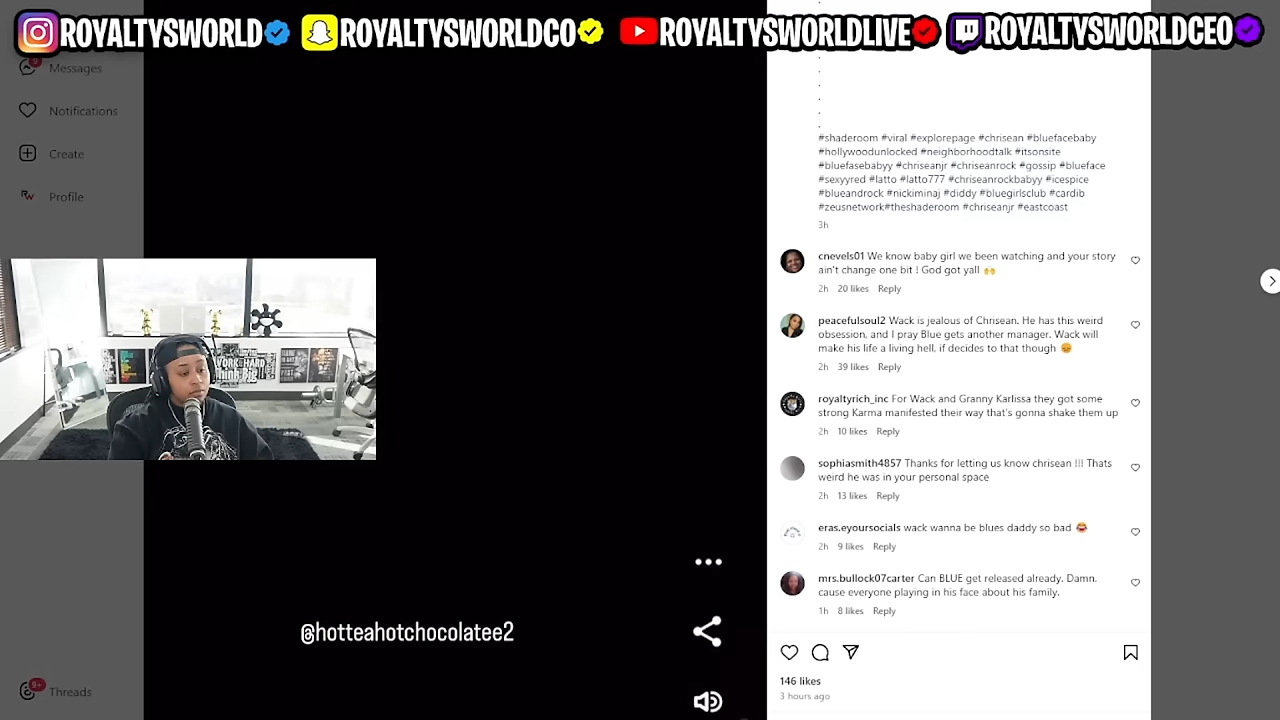 ROYALTYSWORLD
ROYALTYSWORLDCO
ROYALTYSWORLDLIVE
ROYALTYSWORLDCEO
9
Messages
Notifications
Create
RW
Profile
WORK HARD
Think Big
@hotteahotchocolatee2
9+
Threads
.
.
.
.
.
.
.
#shaderoom #viral #explorepage #chrisean #bluefacebaby
#hollywoodunlocked #neighborhoodtalk #itsonsite
#bluefasebabyy #chriseanjr #chriseanrock #gossip #blueface
#sexyyred #latto #latto777 #chriseanrockbabyy #icespice
#blueandrock #nickiminaj #diddy #bluegirlsclub #cardib
#zeusnetwork#theshaderoom #chriseanjr #eastcoast
3h
cnevels01 We know baby girl we been watching and your story
ain't change one bit ! God got yall 🙌
2h 20 likes Reply
peacefulsoul2 Wack is jealous of Chrisean. He has this weird
obsession, and I pray Blue gets another manager. Wack will
make his life a living hell, if decides to that though
2h 39 likes Reply
royaltyrich_inc For Wack and Granny Karlissa they got some
strong Karma manifested their way that's gonna shake them up
2h 10 likes Reply
sophiasmith4857 Thanks for letting us know chrisean !!! Thats
weird he was in your personal space
2h 13 likes Reply
eras.eyoursocials wack wanna be blues daddy so bad 😂
2h 9 likes Reply
mrs.bullock07carter Can BLUE get released already. Damn.
cause everyone playing in his face about his family.
1h 8 likes Reply
146 likes
3 hours ago